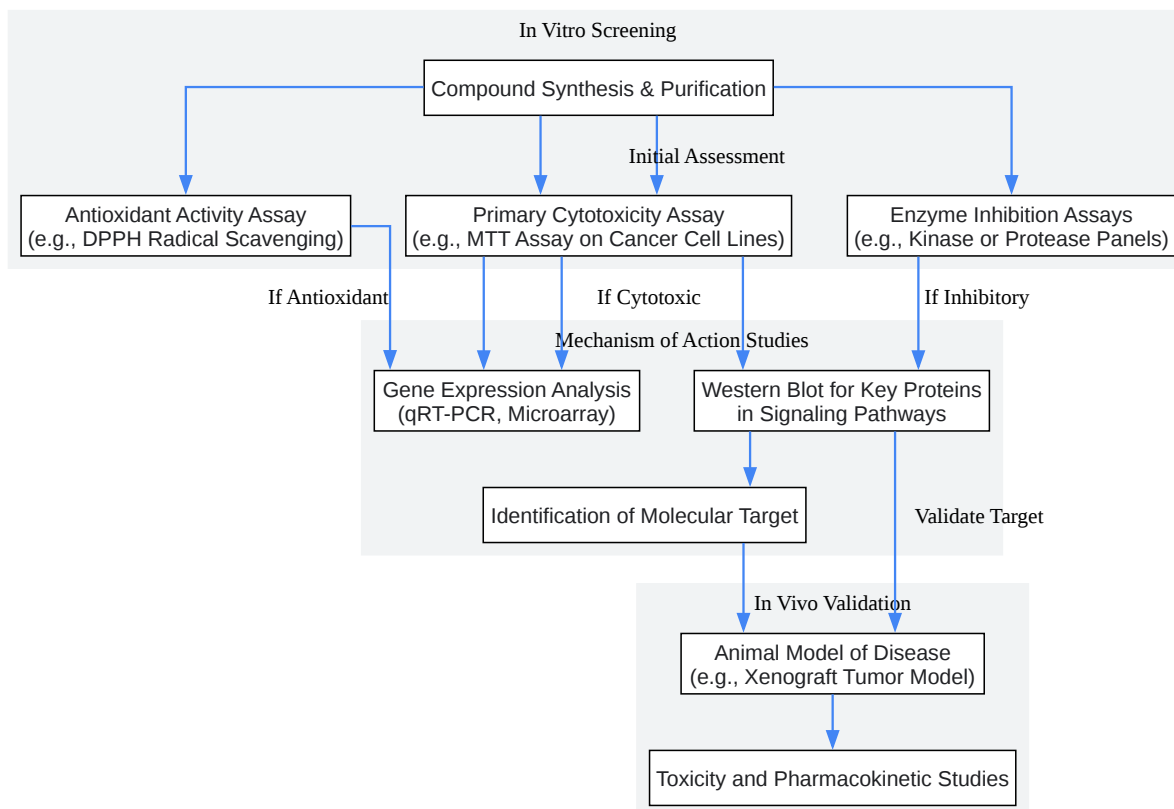 In Vitro Screening
Compound Synthesis & Purification
Initial Assessment
Antioxidant Activity Assay
(e.g., DPPH Radical Scavenging)
Primary Cytotoxicity Assay
(e.g., MTT Assay on Cancer Cell Lines)
Enzyme Inhibition Assays
(e.g., Kinase or Protease Panels)
If Antioxidant
If Cytotoxic
If Inhibitory
Mechanism of Action Studies
Gene Expression Analysis
(qRT-PCR, Microarray)
Western Blot for Key Proteins
in Signaling Pathways
Identification of Molecular Target
Validate Target
In Vivo Validation
Animal Model of Disease
(e.g., Xenograft Tumor Model)
Toxicity and Pharmacokinetic Studies